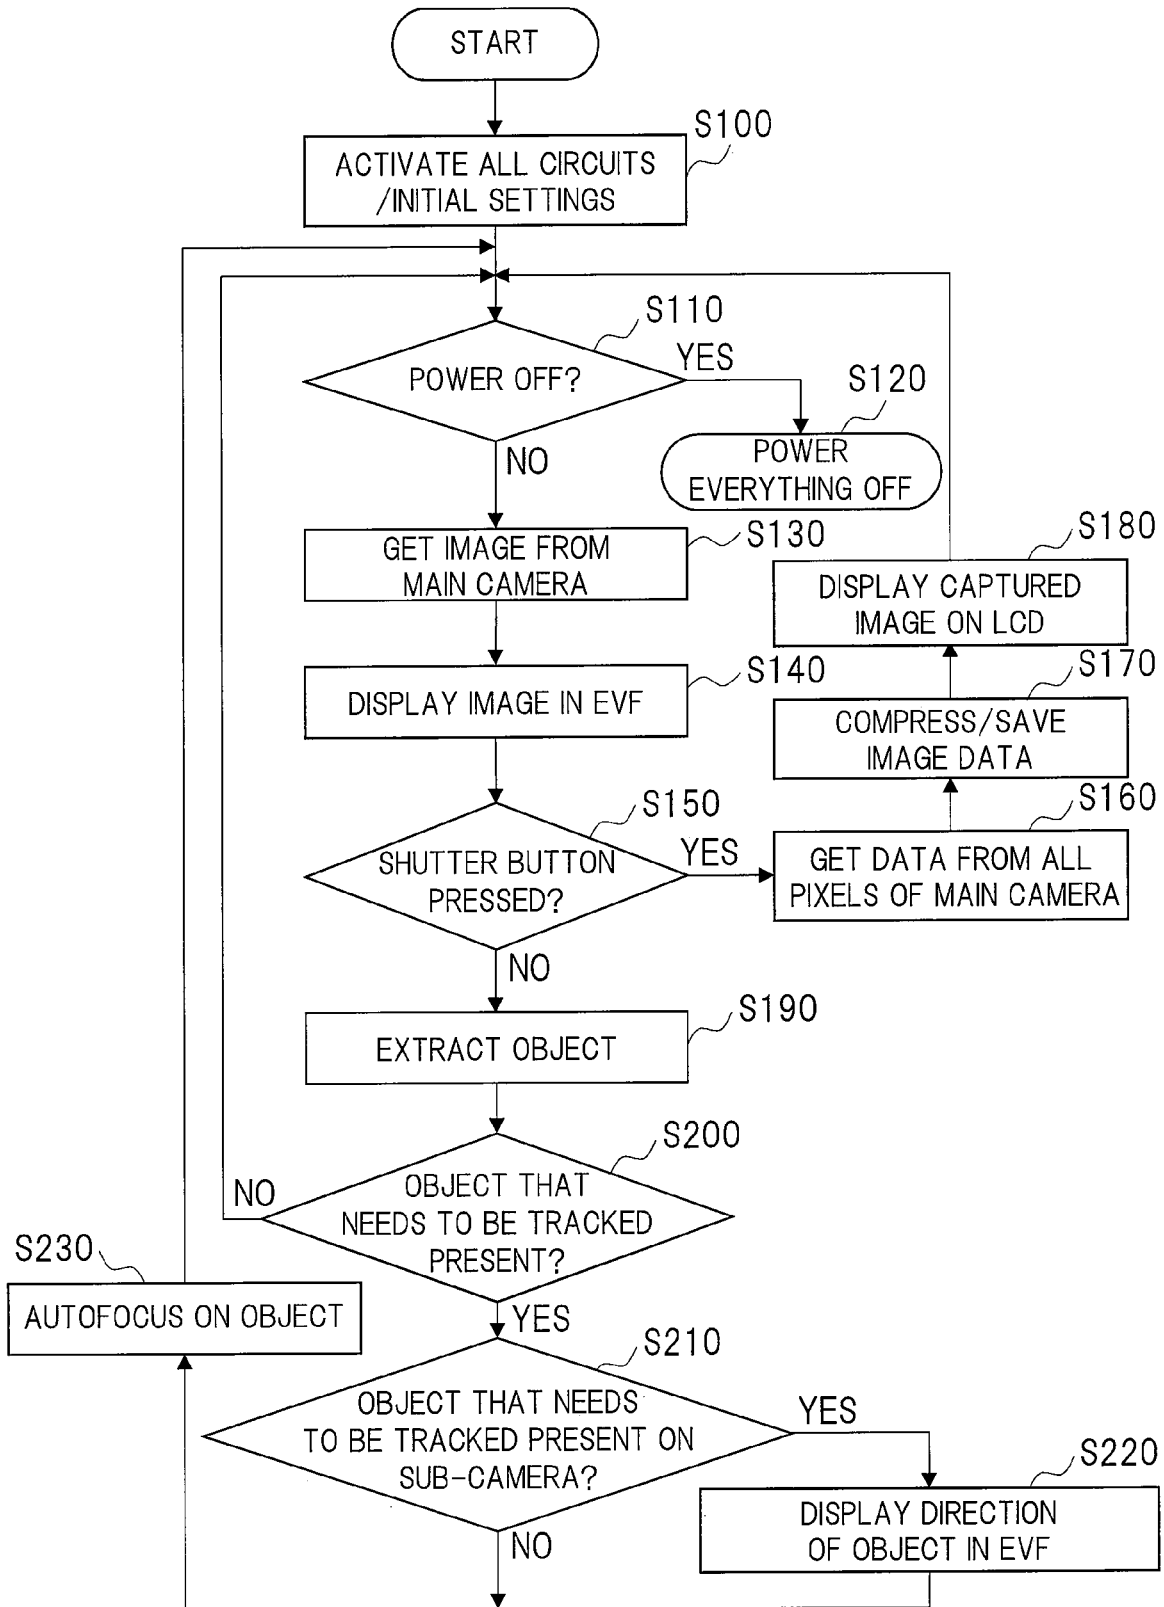 START
S100
ACTIVATE ALL CIRCUITS
/INITIAL SETTINGS
S110
POWER OFF?
YES
NO
S120
POWER
EVERYTHING OFF
S130
GET IMAGE FROM
MAIN CAMERA
S180
DISPLAY CAPTURED
IMAGE ON LCD
S140
DISPLAY IMAGE IN EVF
S170
COMPRESS/SAVE
IMAGE DATA
S150
SHUTTER BUTTON
PRESSED?
YES
NO
S160
GET DATA FROM ALL
PIXELS OF MAIN CAMERA
S190
EXTRACT OBJECT
S200
OBJECT THAT
NEEDS TO BE TRACKED
PRESENT?
NO
YES
S230
AUTOFOCUS ON OBJECT
S210
OBJECT THAT NEEDS
TO BE TRACKED PRESENT ON
SUB-CAMERA?
YES
NO
S220
DISPLAY DIRECTION
OF OBJECT IN EVF